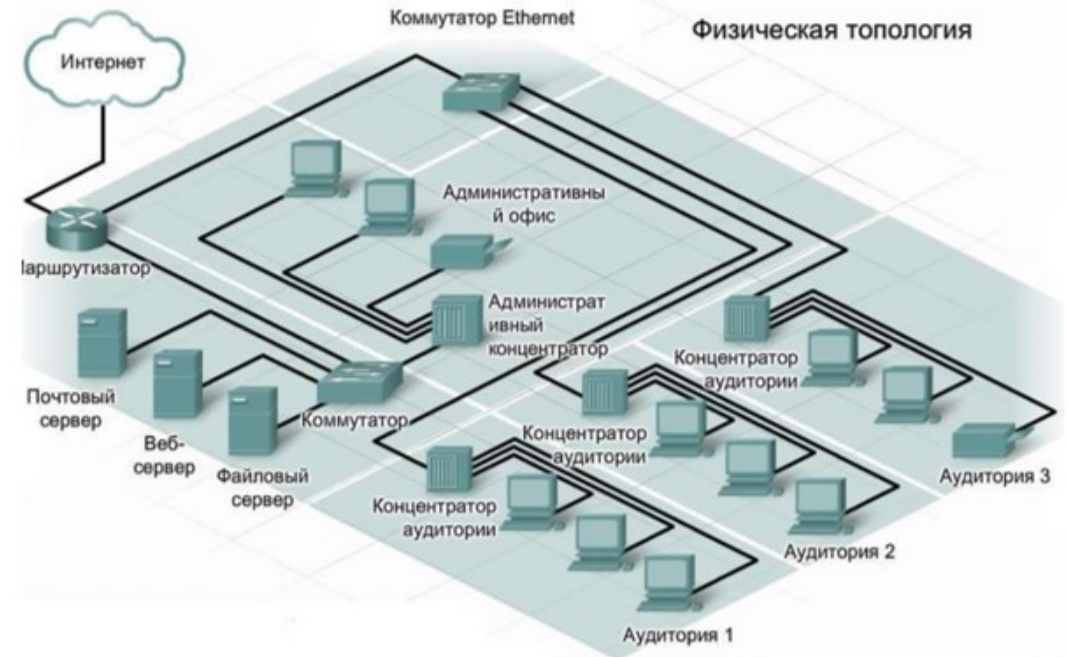 Коммутатор Ethernet
Физическая топология
Интернет
Административны
й офис
аршрутизатор
Администрат
ивный
концентратор
Концентратор
аудитории
Почтовый
сервер
Коммутатор
Веб-
сервер
Файловый
сервер
Концентратор
аудитории
Аудитория 3
Концентратор
аудитории
Аудитория 2
Аудитория 1